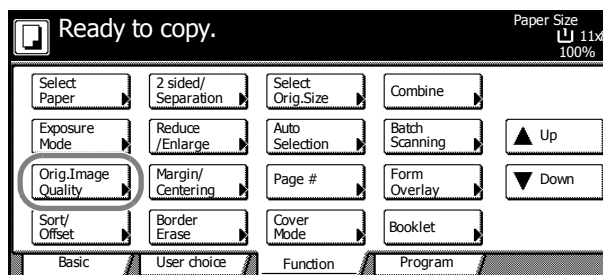 Ready to copy.
Paper Size
11x8
100%
Select
Paper
2 sided/
Separation
Select
Orig.Size
Combine
Exposure
Mode
Reduce
/Enlarge
Auto
Selection
Batch
Scanning
Up
Orig.Image
Quality
Margin/
Centering
Page #
Form
Overlay
Down
Sort/
Offset
Border
Erase
Cover
Mode
Booklet
Basic
User choice
Function
Program